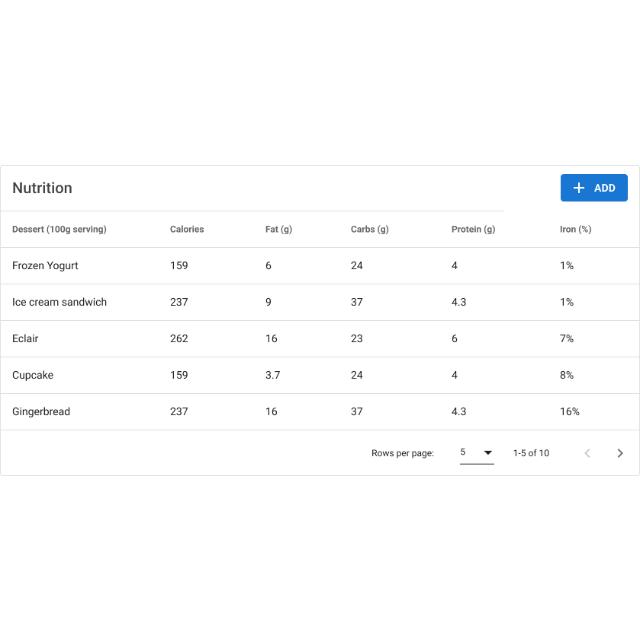 Nutrition + ADD
Dessert (100g serving) Calories Fat (g) Carbs (g) Protein (g) Iron (%)
Frozen Yogurt 159 6 24 4 1%
Ice cream sandwich 237 9 37 4.3 1%
Eclair 262 16 23 6 7%
Cupcake 159 3.7 24 4 8%
Gingerbread 237 16 37 4.3 16%
Rows per page: 5 1-5 of 10